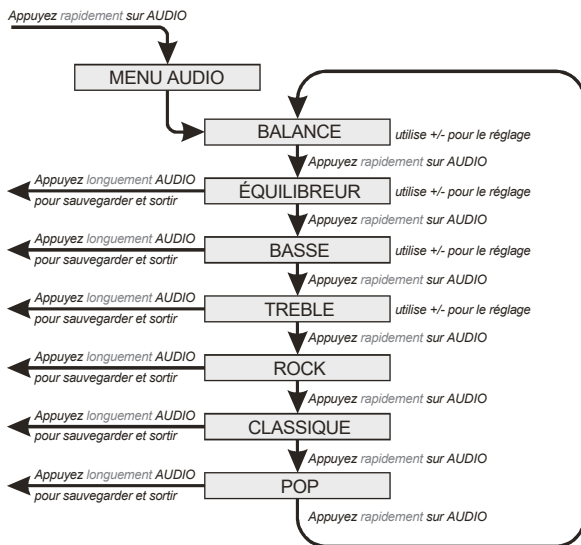 Appuyez rapidement sur AUDIO
MENU AUDIO
BALANCE
utilise +/- pour le réglage
Appuyez rapidement sur AUDIO
Appuyez longuement AUDIO
pour sauvegarder et sortir
ÉQUILIBREUR
utilise +/- pour le réglage
Appuyez rapidement sur AUDIO
Appuyez longuement AUDIO
pour sauvegarder et sortir
BASSE
utilise +/- pour le réglage
Appuyez rapidement sur AUDIO
Appuyez longuement AUDIO
pour sauvegarder et sortir
TREBLE
utilise +/- pour le réglage
Appuyez rapidement sur AUDIO
Appuyez longuement AUDIO
pour sauvegarder et sortir
ROCK
Appuyez rapidement sur AUDIO
Appuyez longuement AUDIO
pour sauvegarder et sortir
CLASSIQUE
Appuyez rapidement sur AUDIO
Appuyez longuement AUDIO
pour sauvegarder et sortir
POP
Appuyez rapidement sur AUDIO